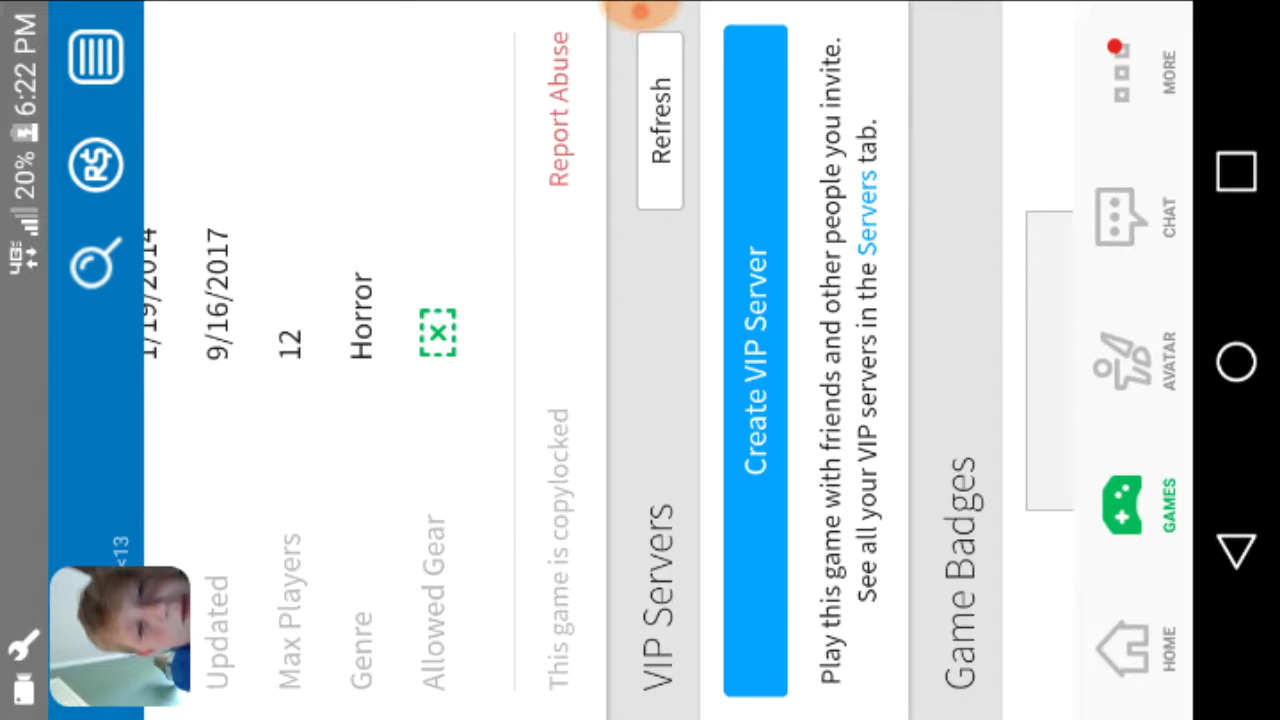 4G 20% 6:22 PM
R$
<13
1/19/2014
Updated 9/16/2017
Max Players 12
Genre Horror
Allowed Gear
This game is copylocked Report Abuse
VIP Servers Refresh
Create VIP Server
Play this game with friends and other people you invite.
See all your VIP servers in the Servers tab.
Game Badges
HOME GAMES AVATAR CHAT MORE